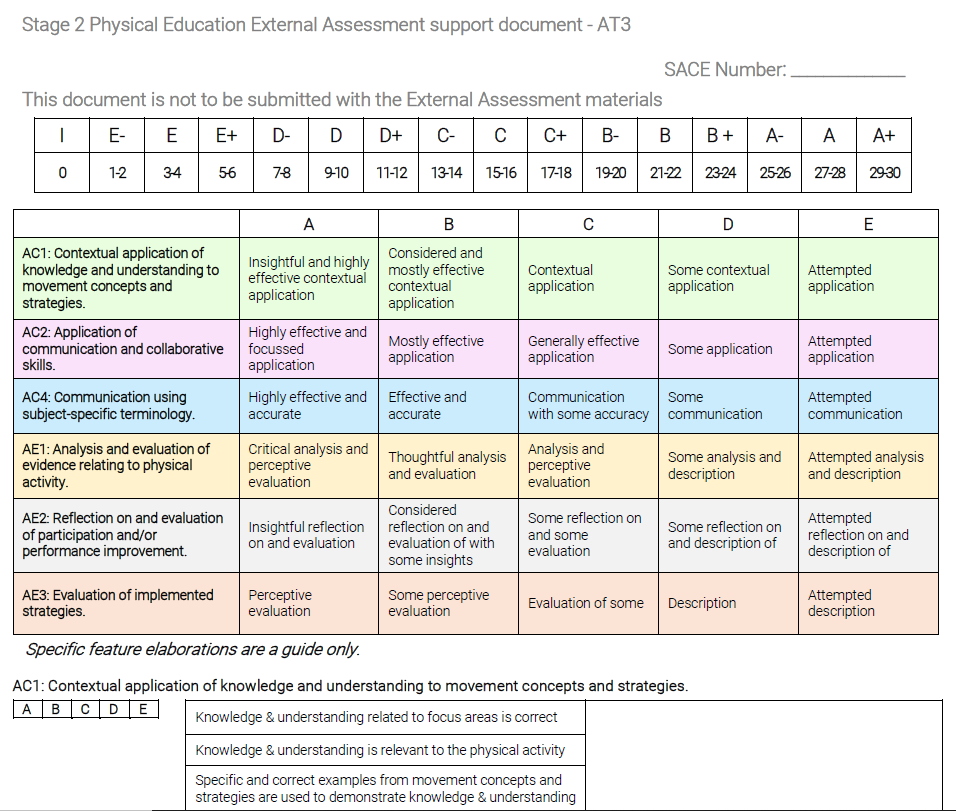 Stage 2 Physical Education External Assessment support document - AT3
SACE Number: ______________
This document is not to be submitted with the External Assessment materials
I E- E E+ D- D D+ C- C C+ B- B B + A- A A+
0 1-2 3-4 5-6 7-8 9-10 11-12 13-14 15-16 17-18 19-20 21-22 23-24 25-26 27-28 29-30
A B C D E
AC1: Contextual application of
knowledge and understanding to
movement concepts and
strategies.
Insightful and highly
effective contextual
application
Considered and
mostly effective
contextual
application
Contextual
application
Some contextual
application
Attempted
application
AC2: Application of
communication and collaborative
skills.
Highly effective and
focussed
application
Mostly effective
application
Generally effective
application
Some application
Attempted
application
AC4: Communication using
subject-specific terminology.
Highly effective and
accurate
Effective and
accurate
Communication
with some accuracy
Some
communication
Attempted
communication
AE1: Analysis and evaluation of
evidence relating to physical
activity.
Critical analysis and
perceptive
evaluation
Thoughtful analysis
and evaluation
Analysis and
perceptive
evaluation
Some analysis and
description
Attempted analysis
and description
AE2: Reflection on and evaluation
of participation and/or
performance improvement.
Insightful reflection
on and evaluation
Considered
reflection on and
evaluation of with
some insights
Some reflection on
and some
evaluation
Some reflection on
and description of
Attempted
reflection on and
description of
AE3: Evaluation of implemented
strategies.
Perceptive
evaluation
Some perceptive
evaluation
Evaluation of some
Description
Attempted
description
Specific feature elaborations are a guide only.
AC1: Contextual application of knowledge and understanding to movement concepts and strategies.
A B C D E
Knowledge & understanding related to focus areas is correct
Knowledge & understanding is relevant to the physical activity
Specific and correct examples from movement concepts and
strategies are used to demonstrate knowledge & understanding